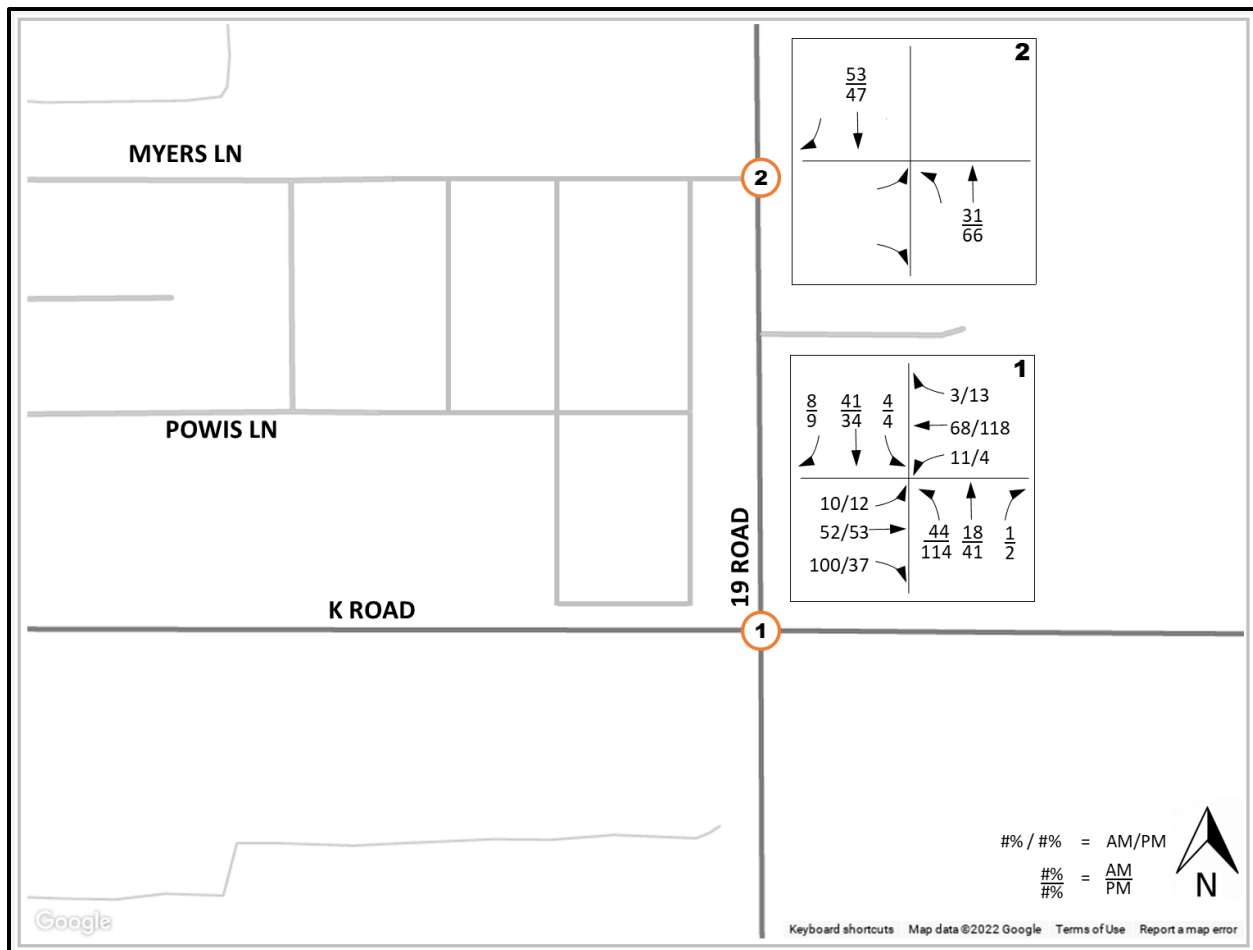 2
53
47
MYERS LN
2
31
66
1
3/13
8 41 4
9 34 4
68/118
11/4
POWIS LN
10/12
52/53
44 18 1
114 41 2
100/37
19 ROAD
K ROAD
1
#% / #% = AM/PM
#% = AM
#% PM
N
Google
Keyboard shortcuts Map data ©2022 Google Terms of Use Report a map error